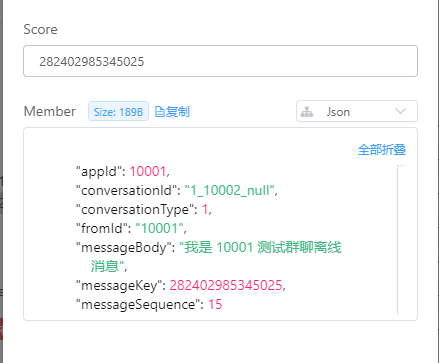 Score
282402985345025
Member
Size: 189B
复制
Json
全部折叠
"appId": 10001,
"conversationId": "1_10002_null",
"conversationType": 1,
"fromId": "10001",
"messageBody": "我是 10001 测试群聊离线
消息",
"messageKey": 282402985345025,
"messageSequence": 15